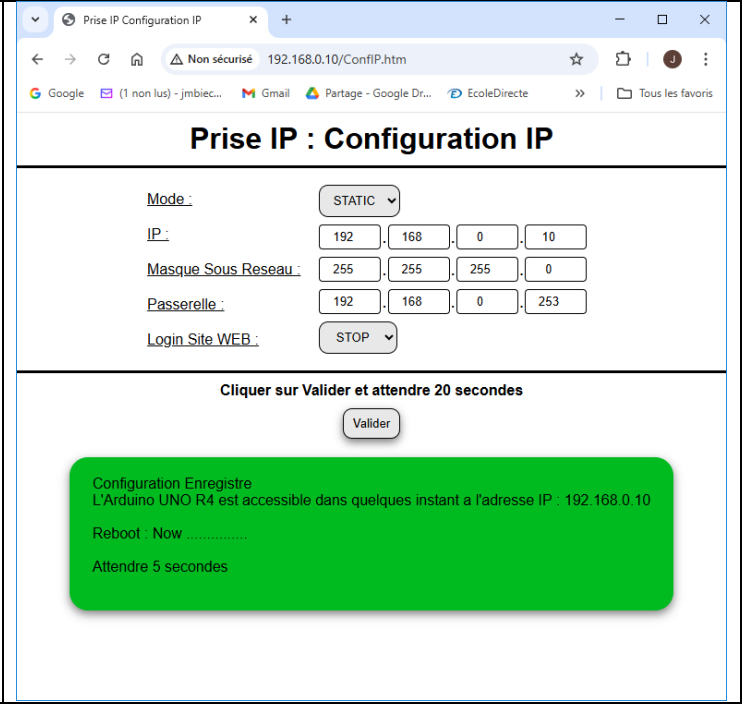 Prise IP Configuration IP
Non sécurisé 192.168.0.10/ConfIP.htm
J
Google (1 non lus) - jmbiec... Gmail Partage - Google Dr... EcoleDirecte » Tous les favoris
Prise IP : Configuration IP
Mode : STATIC
IP : 192 . 168 . 0 . 10
Masque Sous Reseau : 255 . 255 . 255 . 0
Passerelle : 192 . 168 . 0 . 253
Login Site WEB : STOP
Cliquer sur Valider et attendre 20 secondes
Valider
Configuration Enregistre
L'Arduino UNO R4 est accessible dans quelques instant a l'adresse IP : 192.168.0.10
Reboot : Now ...............
Attendre 5 secondes